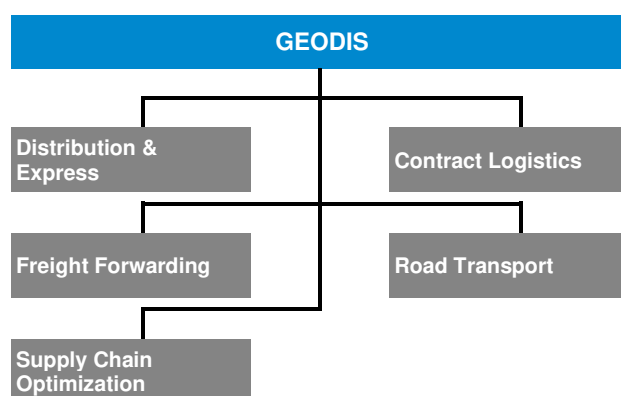 GEODIS
Distribution &
Express
Contract Logistics
Freight Forwarding
Road Transport
Supply Chain
Optimization